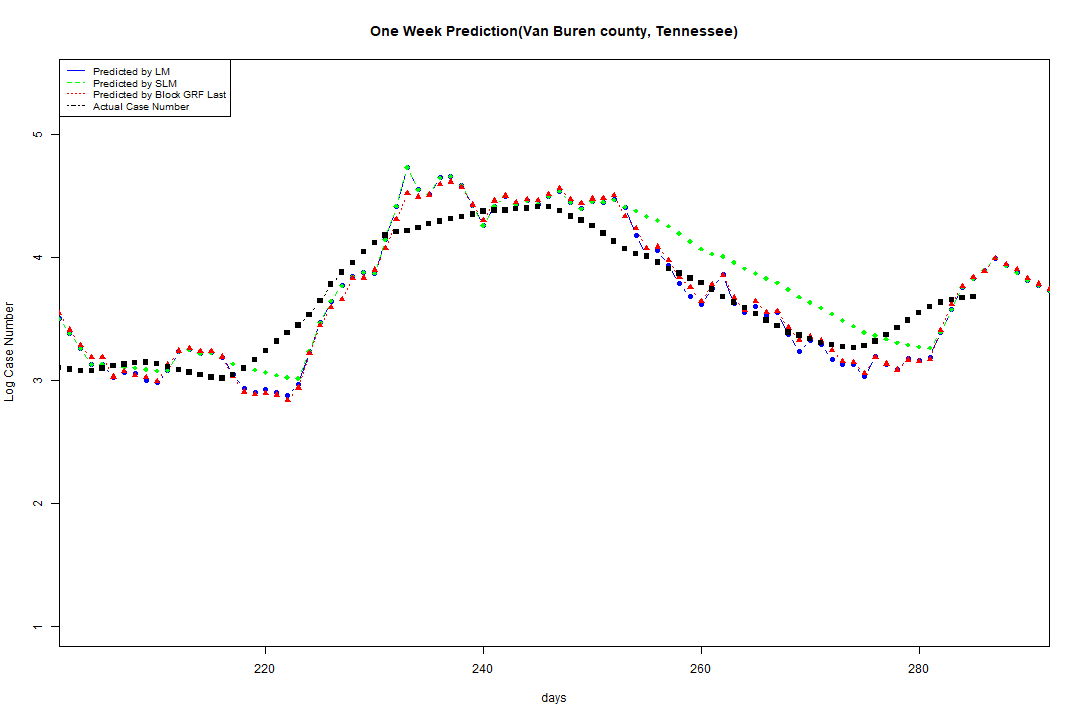 One Week Prediction(Van Buren county, Tennessee)
Predicted by LM
Predicted by SLM
Predicted by Block GRF Last
Actual Case Number
5
4
3
2
1
Log Case Number
220
240
260
280
days